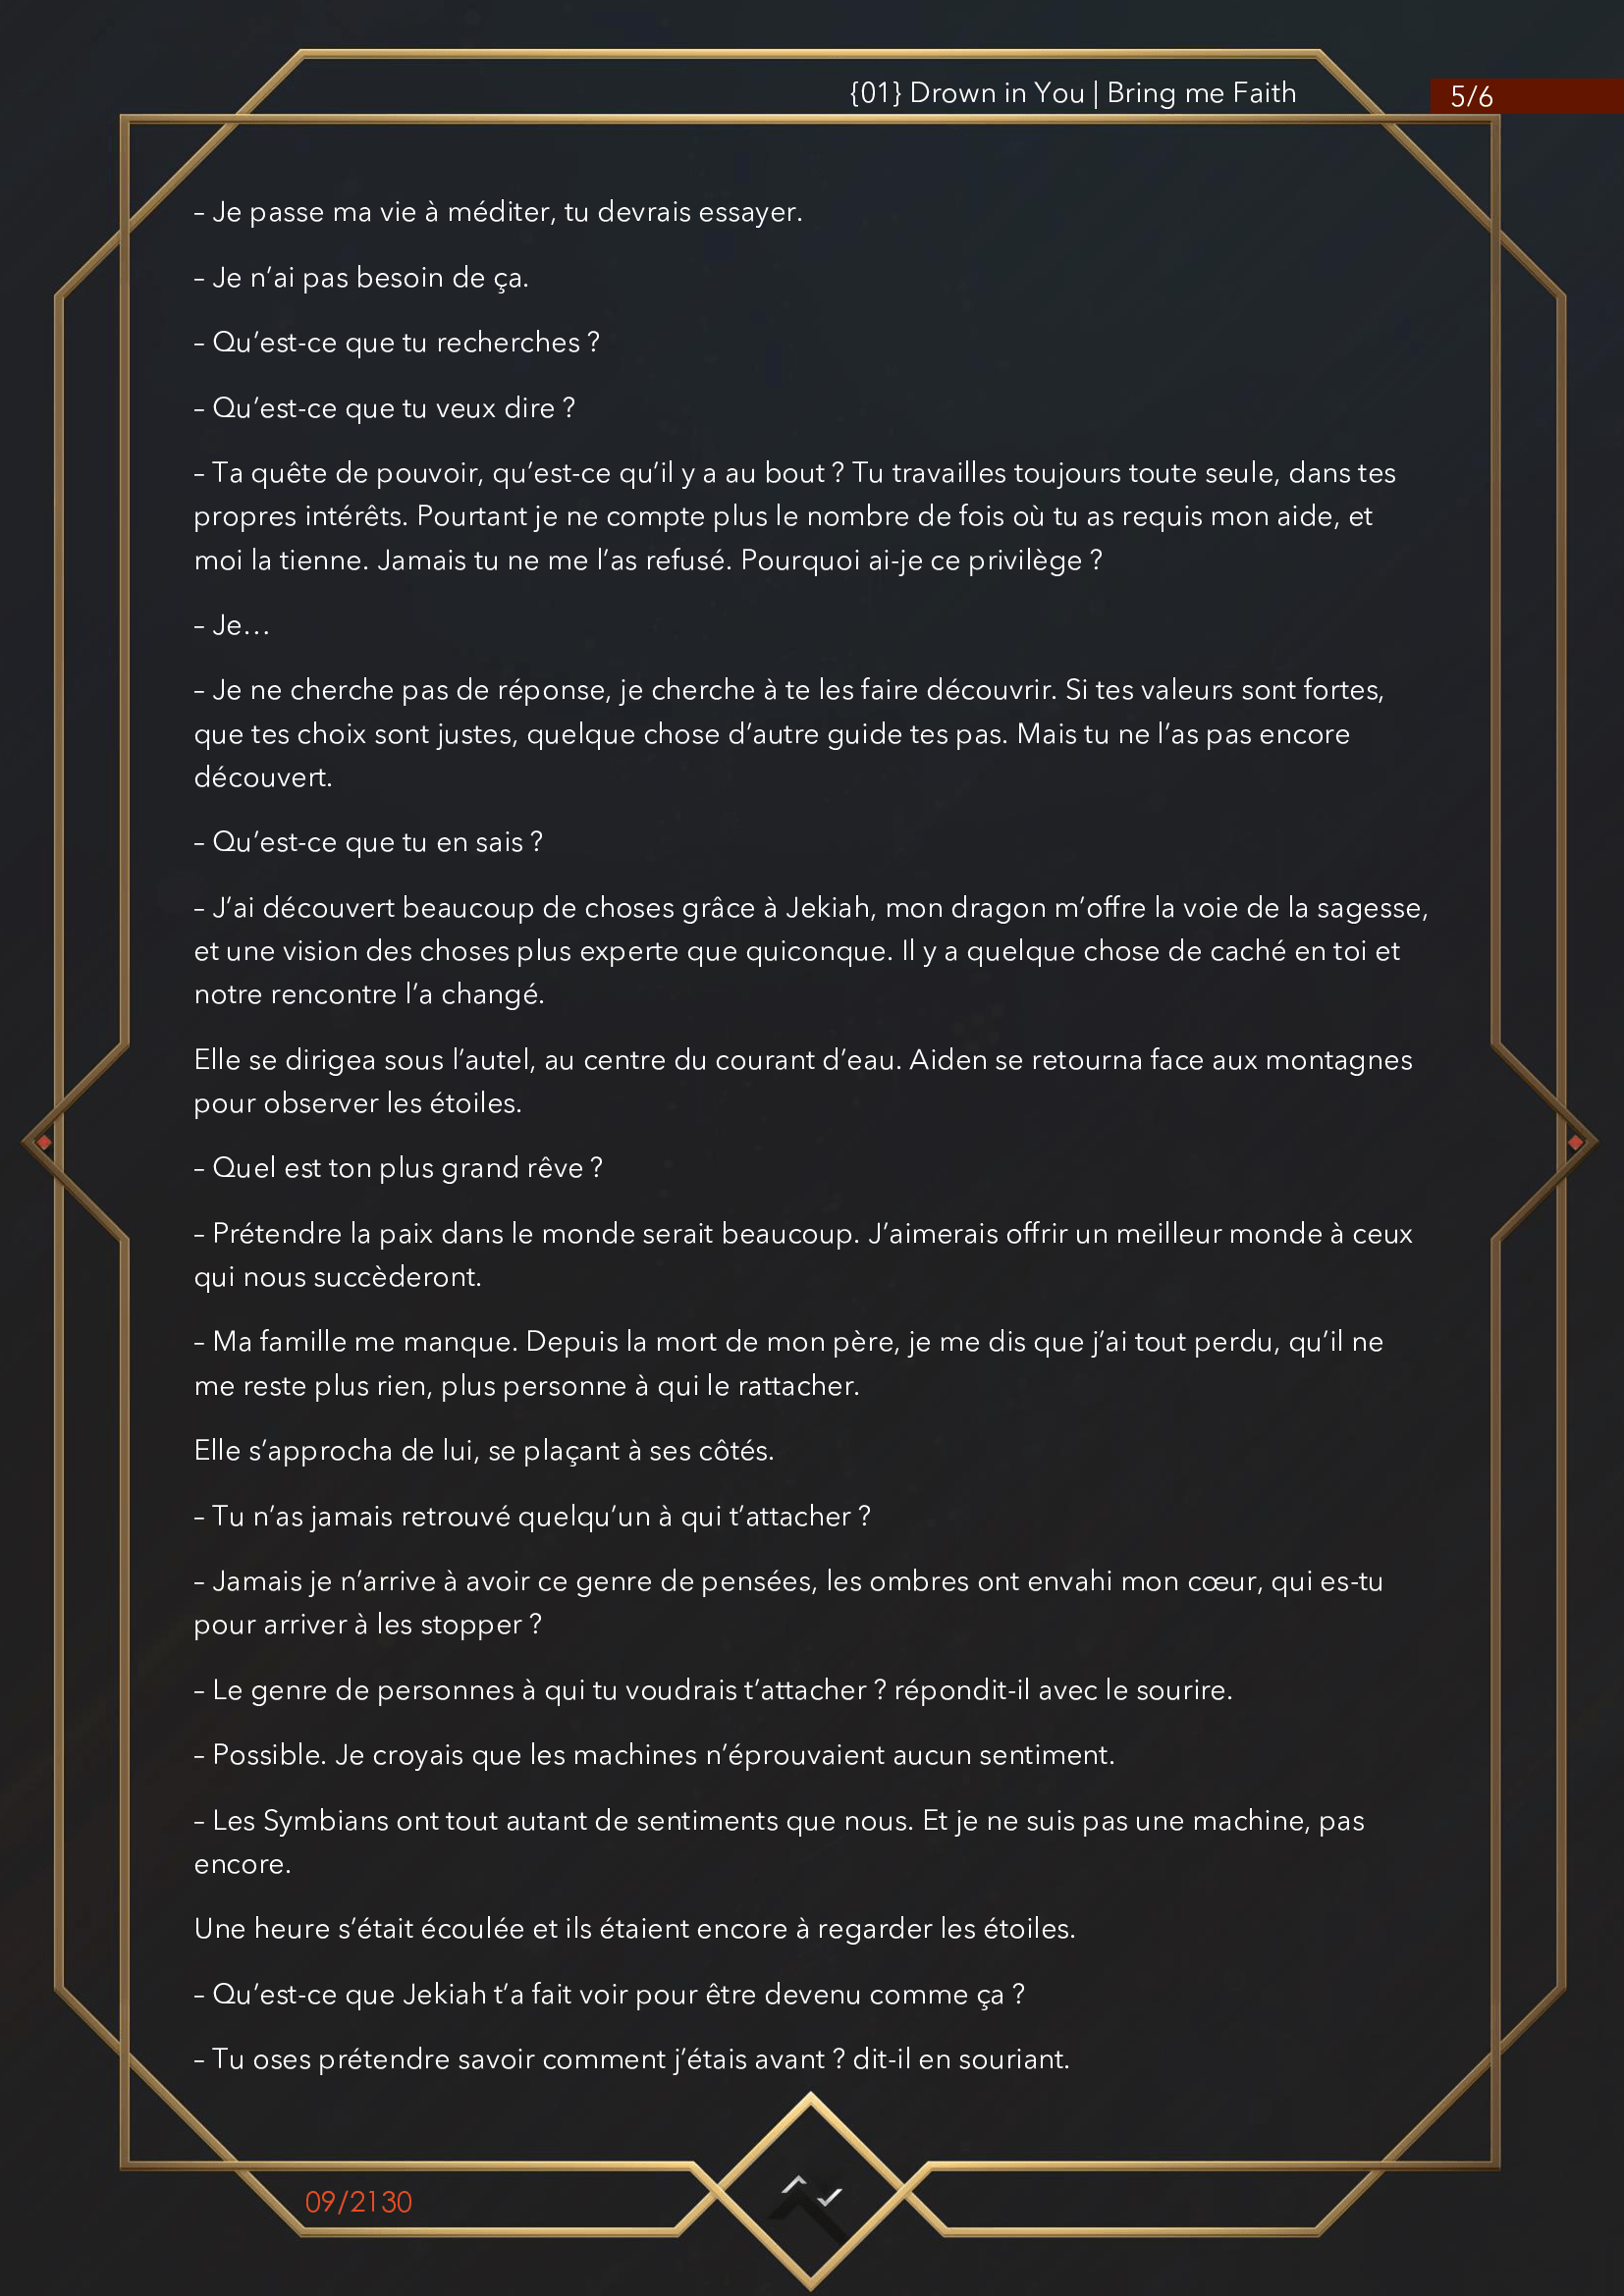 {01} Drown in You | Bring me Faith
5/6
– Je passe ma vie à méditer, tu devrais essayer.
– Je n’ai pas besoin de ça.
– Qu’est-ce que tu recherches ?
– Qu’est-ce que tu veux dire ?
– Ta quête de pouvoir, qu’est-ce qu’il y a au bout ? Tu travailles toujours toute seule, dans tes
propres intérêts. Pourtant je ne compte plus le nombre de fois où tu as requis mon aide, et
moi la tienne. Jamais tu ne me l’as refusé. Pourquoi ai-je ce privilège ?
– Je…
– Je ne cherche pas de réponse, je cherche à te les faire découvrir. Si tes valeurs sont fortes,
que tes choix sont justes, quelque chose d’autre guide tes pas. Mais tu ne l’as pas encore
découvert.
– Qu’est-ce que tu en sais ?
– J’ai découvert beaucoup de choses grâce à Jekiah, mon dragon m’offre la voie de la sagesse,
et une vision des choses plus experte que quiconque. Il y a quelque chose de caché en toi et
notre rencontre l’a changé.
Elle se dirigea sous l’autel, au centre du courant d’eau. Aiden se retourna face aux montagnes
pour observer les étoiles.
– Quel est ton plus grand rêve ?
– Prétendre la paix dans le monde serait beaucoup. J’aimerais offrir un meilleur monde à ceux
qui nous succèderont.
– Ma famille me manque. Depuis la mort de mon père, je me dis que j’ai tout perdu, qu’il ne
me reste plus rien, plus personne à qui le rattacher.
Elle s’approcha de lui, se plaçant à ses côtés.
– Tu n’as jamais retrouvé quelqu’un à qui t’attacher ?
– Jamais je n’arrive à avoir ce genre de pensées, les ombres ont envahi mon cœur, qui es-tu
pour arriver à les stopper ?
– Le genre de personnes à qui tu voudrais t’attacher ? répondit-il avec le sourire.
– Possible. Je croyais que les machines n’éprouvaient aucun sentiment.
– Les Symbians ont tout autant de sentiments que nous. Et je ne suis pas une machine, pas
encore.
Une heure s’était écoulée et ils étaient encore à regarder les étoiles.
– Qu’est-ce que Jekiah t’a fait voir pour être devenu comme ça ?
– Tu oses prétendre savoir comment j’étais avant ? dit-il en souriant.
09/2130